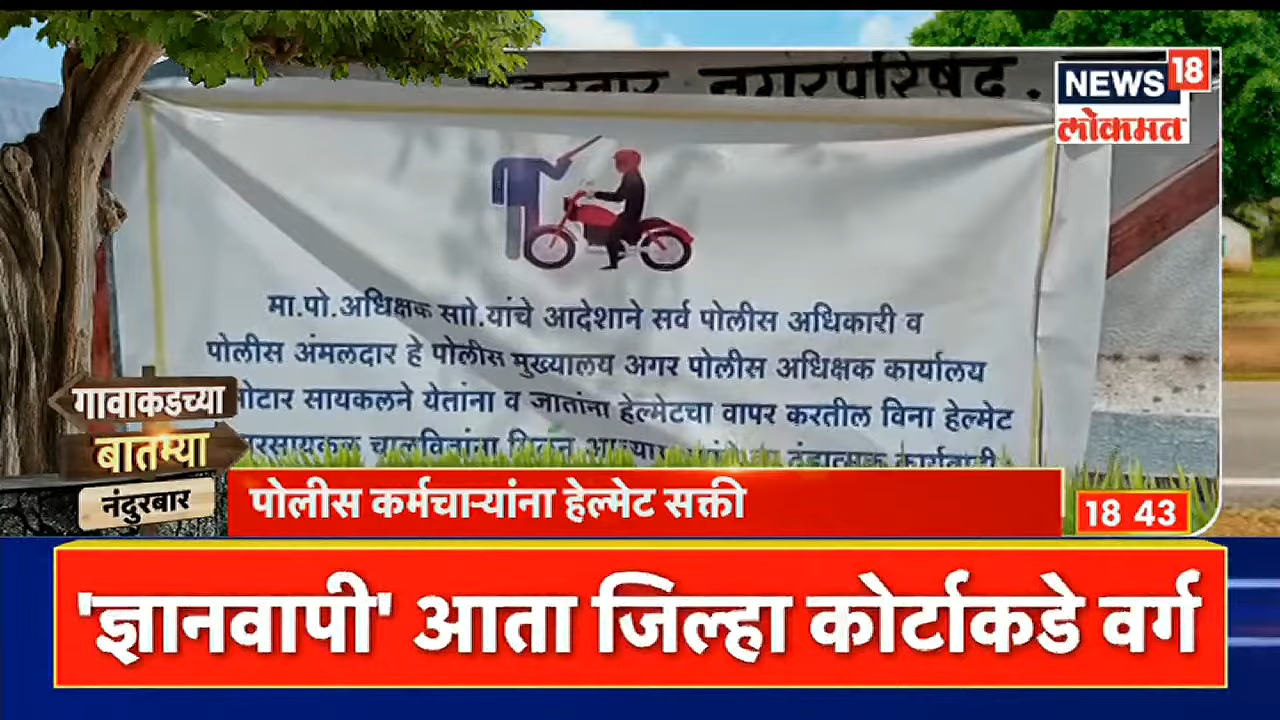 नगरपरिषद.
NEWS 18
लोकमत
मा.पो.अधिक्षक साो.यांचे आदेशाने सर्व पोलीस अधिकारी व
पोलीस अंमलदार हे पोलीस मुख्यालय अगर पोलीस अधिक्षक कार्यालय
मोटार सायकलने येतांना व जातांना हेल्मेटचा वापर करतील विना हेल्मेट
गावाकडच्या
बातम्या
नंदुरबार
पोलीस कर्मचाऱ्यांना हेल्मेट सक्ती
18 43
'ज्ञानवापी' आता जिल्हा कोर्टाकडे वर्ग